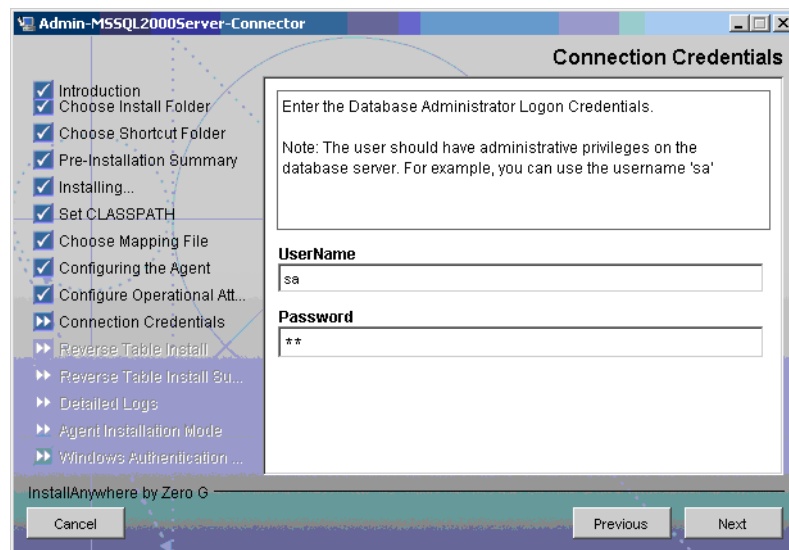 Admin-MSSQL2000Server-Connector
Connection Credentials
Introduction
Choose Install Folder
Choose Shortcut Folder
Pre-Installation Summary
Installing...
Set CLASSPATH
Choose Mapping File
Configuring the Agent
Configure Operational Att...
Connection Credentials
Reverse Table Install
Reverse Table Install Su...
Detailed Logs
Agent Installation Mode
Windows Authentication ...
Enter the Database Administrator Logon Credentials.
Note: The user should have administrative privileges on the
database server. For example, you can use the username 'sa'
UserName
sa
Password
**
InstallAnywhere by Zero G
Cancel
Previous
Next